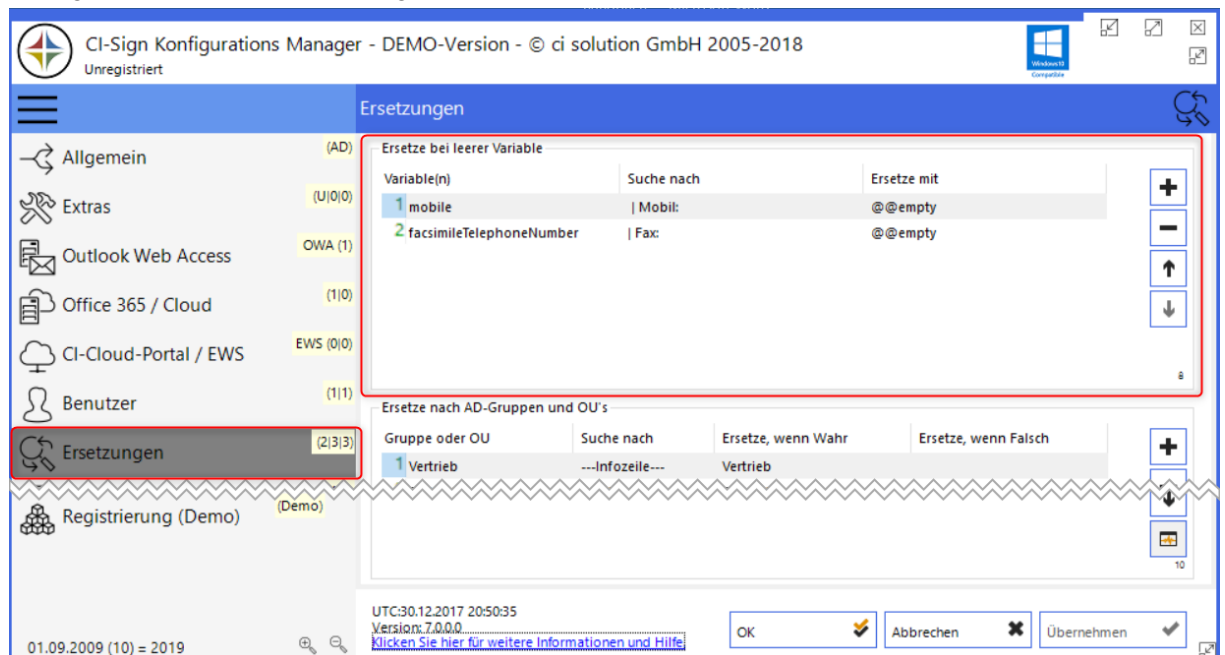 CI-Sign Konfigurations Manager - DEMO-Version - © ci solution GmbH 2005-2018
Unregistriert
Windows 10
Compatible
Ersetzungen
Allgemein (AD)
Extras (U|0|0)
Outlook Web Access OWA (1)
Office 365 / Cloud (1|0)
CI-Cloud-Portal / EWS EWS (0|0)
Benutzer (1|1)
Ersetzungen (2|3|3)
Registrierung (Demo) (Demo)
01.09.2009 (10) = 2019
Ersetze bei leerer Variable
Variable(n) Suche nach Ersetze mit
1 mobile | Mobil: @@empty
2 facsimileTelephoneNumber | Fax: @@empty
8
Ersetze nach AD-Gruppen und OU's
Gruppe oder OU Suche nach Ersetze, wenn Wahr Ersetze, wenn Falsch
1 Vertrieb ---Infozeile--- Vertrieb
10
UTC:30.12.2017 20:50:35
Version: 7.0.0.0
Klicken Sie hier für weitere Informationen und Hilfe.
OK Abbrechen Übernehmen